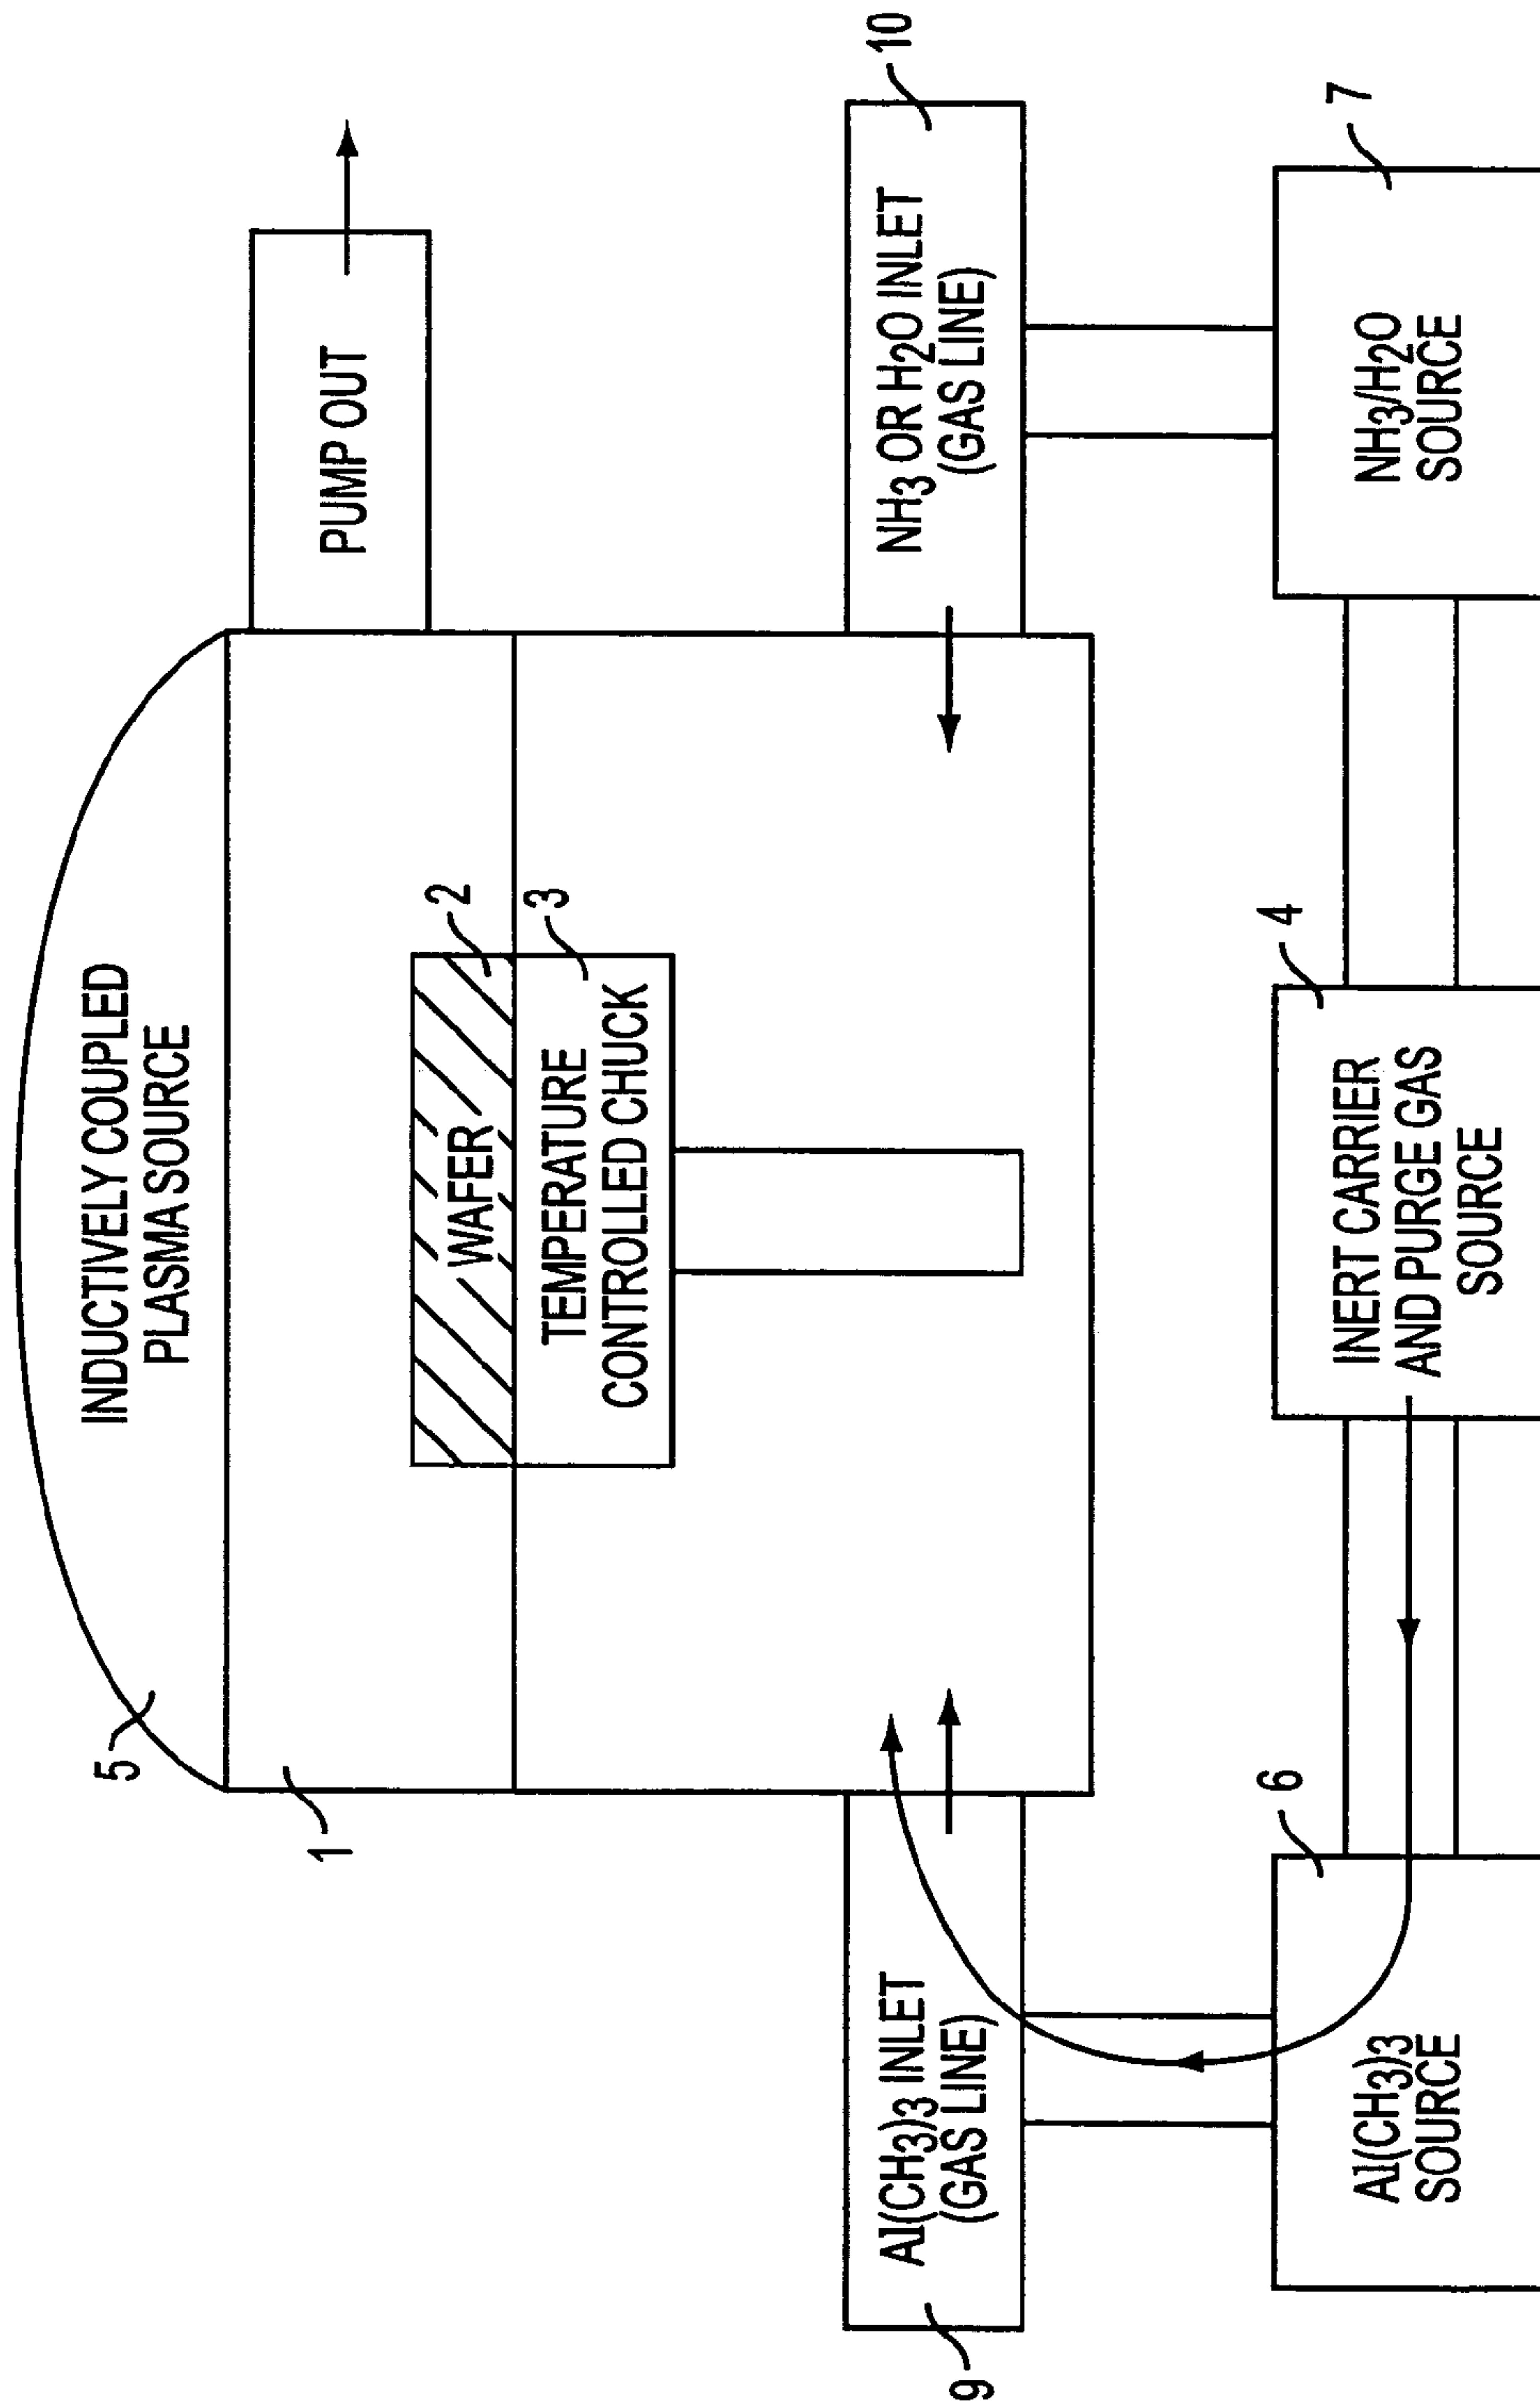 INDUCTIVELY COUPLED
PLASMA SOURCE
5
1
PUMP OUT
WAFER
2
TEMPERATURE
CONTROLLED CHUCK
3
Al(CH3)3 INLET
(GAS LINE)
9
NH3 OR H2O INLET
(GAS LINE)
10
Al(CH3)3
SOURCE
6
INERT CARRIER
AND PURGE GAS
SOURCE
4
NH3/H2O
SOURCE
7